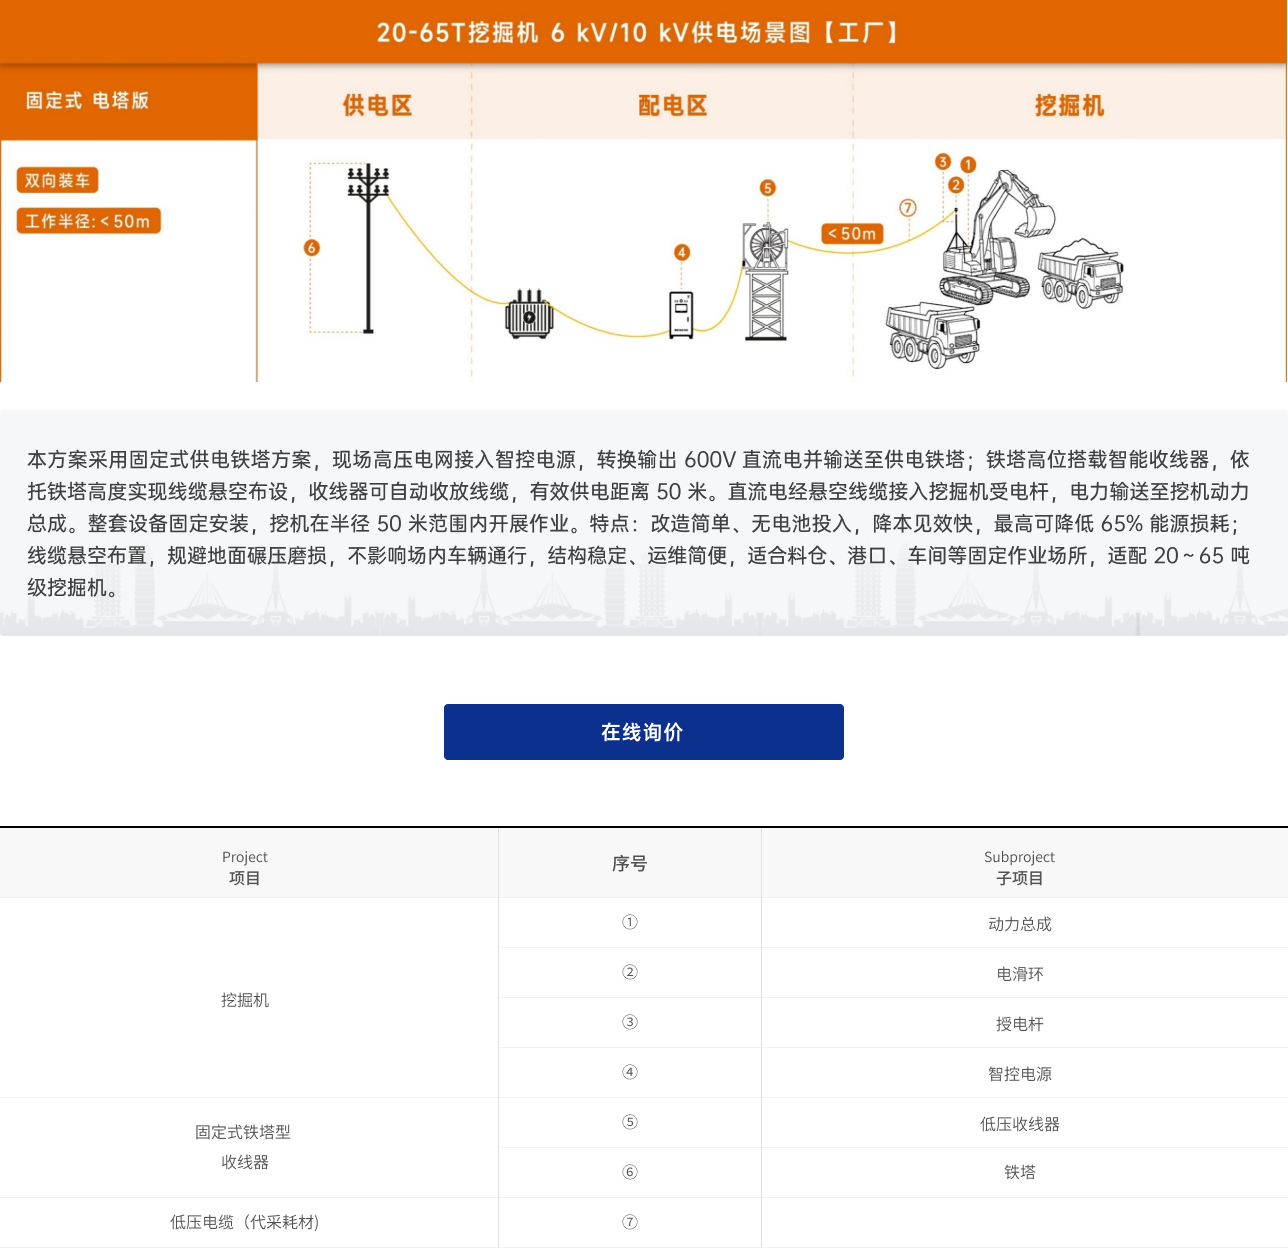 20-65T挖掘机 6 kV/10 kV供电场景图【工厂】
固定式 电塔版
供电区
配电区
挖掘机
双向装车
工作半径:<50m
3
1
2
5
7
<50m
6
4
本方案采用固定式供电铁塔方案，现场高压电网接入智控电源，转换输出 600V 直流电并输送至供电铁塔；铁塔高位搭载智能收线器，依
托铁塔高度实现线缆悬空布设，收线器可自动收放线缆，有效供电距离 50 米。直流电经悬空线缆接入挖掘机受电杆，电力输送至挖机动力
总成。整套设备固定安装，挖机在半径 50 米范围内开展作业。特点：改造简单、无电池投入，降本见效快，最高可降低 65% 能源损耗；
线缆悬空布置，规避地面碾压磨损，不影响场内车辆通行，结构稳定、运维简便，适合料仓、港口、车间等固定作业场所，适配 20～65 吨
级挖掘机。
在线询价
Project
项目
序号
Subproject
子项目
挖掘机
①
动力总成
②
电滑环
③
授电杆
④
智控电源
固定式铁塔型
收线器
⑤
低压收线器
⑥
铁塔
低压电缆（代采耗材)
⑦